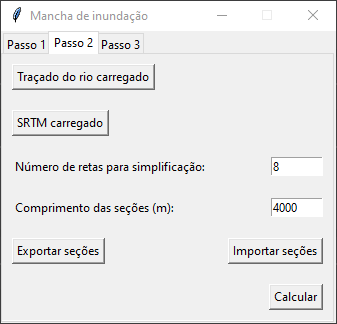 Mancha de inundação
Passo 1 Passo 2 Passo 3
Traçado do rio carregado
SRTM carregado
Número de retas para simplificação: 8
Comprimento das seções (m): 4000
Exportar seções Importar seções
Calcular